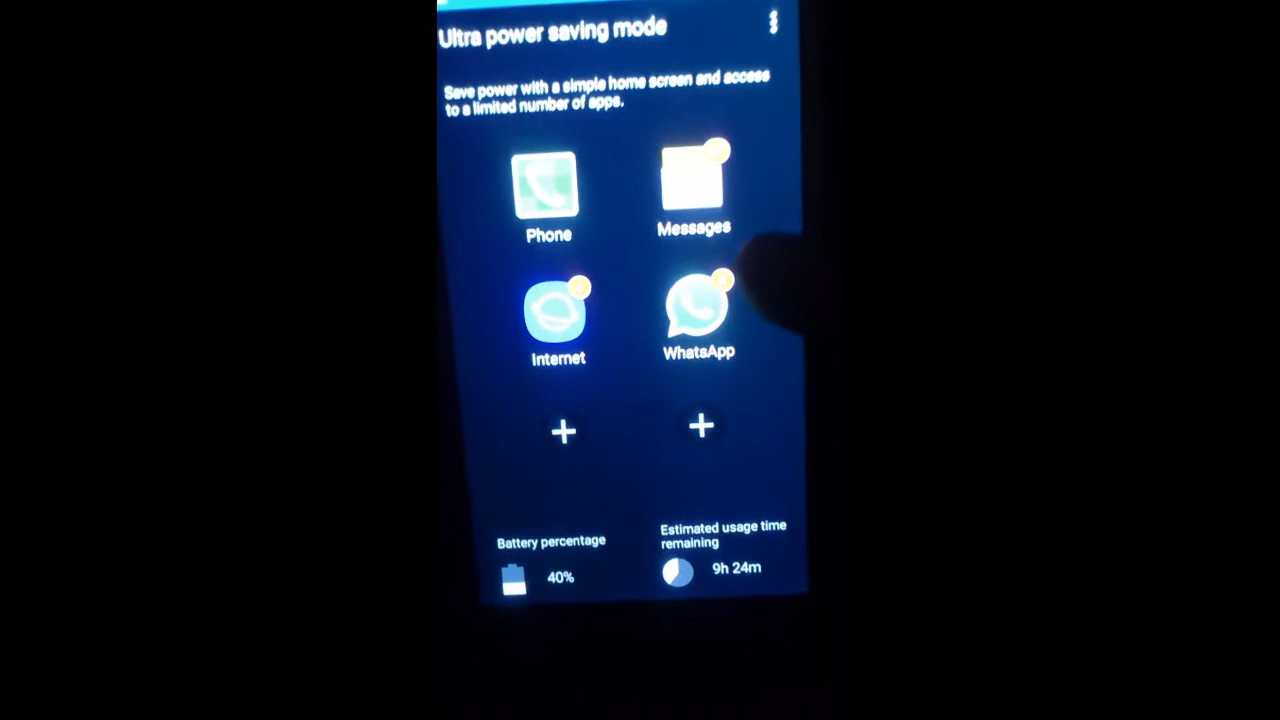 Ultra power saving mode
Save power with a simple home screen and access
to a limited number of apps.
Phone
Messages
Internet
WhatsApp
Battery percentage
40%
Estimated usage time
remaining
9h 24m